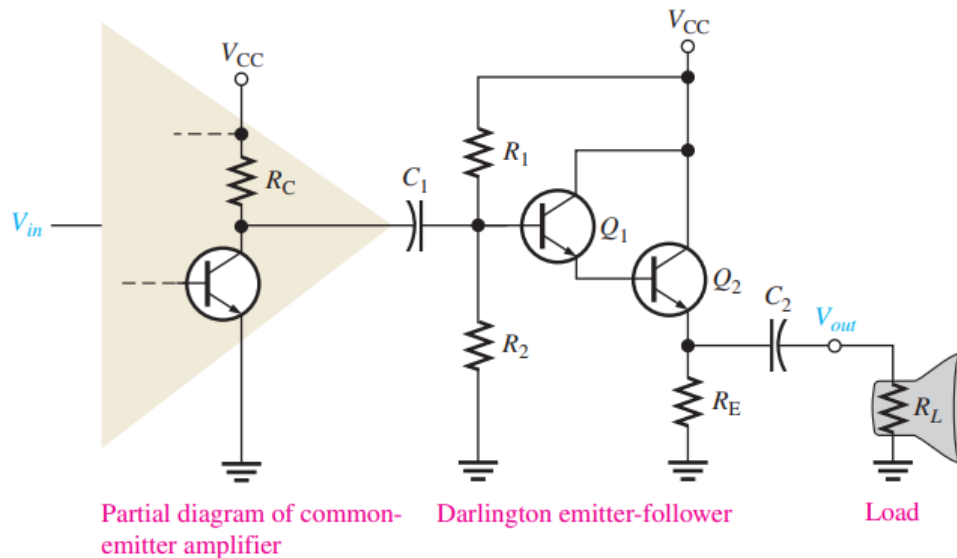 V_CC
V_CC
R_C
C_1
R_1
V_in
Q_1
Q_2
C_2
V_out
R_2
R_E
R_L
Partial diagram of common-
emitter amplifier
Darlington emitter-follower
Load